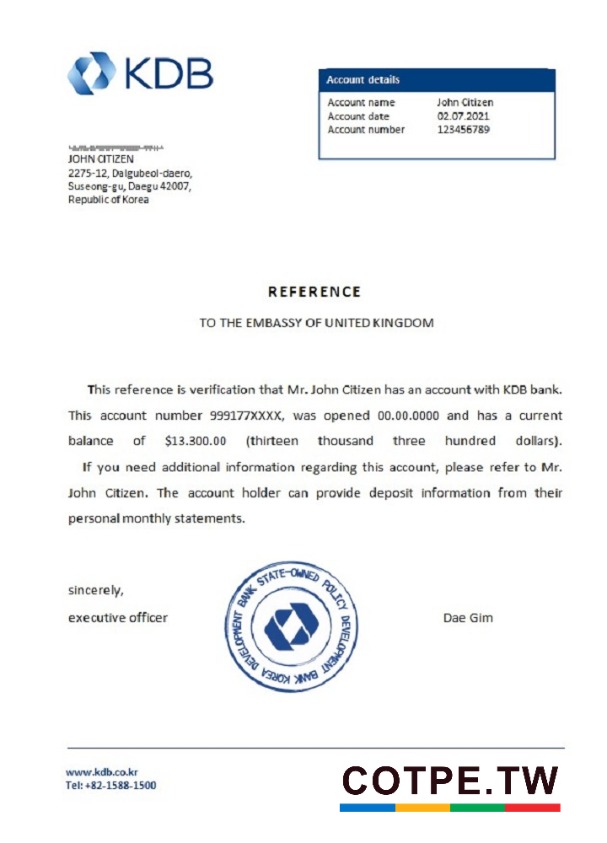 KDB
Account details
Account name John Citizen
Account date 02.07.2021
Account number 123456789
JOHN CITIZEN
2275-12, Dalgubeol-daero,
Suseong-gu, Daegu 42007,
Republic of Korea
REFERENCE
TO THE EMBASSY OF UNITED KINGDOM
This reference is verification that Mr. John Citizen has an account with KDB bank.
This account number 999177XXXX, was opened 00.00.0000 and has a current
balance of $13.300.00 (thirteen thousand three hundred dollars).
If you need additional information regarding this account, please refer to Mr.
John Citizen. The account holder can provide deposit information from their
personal monthly statements.
sincerely,
executive officer
Dae Gim
KOREA DEVELOPMENT BANK STATE-OWNED POLICY DEVELOPMENT BANK
www.kdb.co.kr
Tel: +82-1588-1500
COTPE.TW